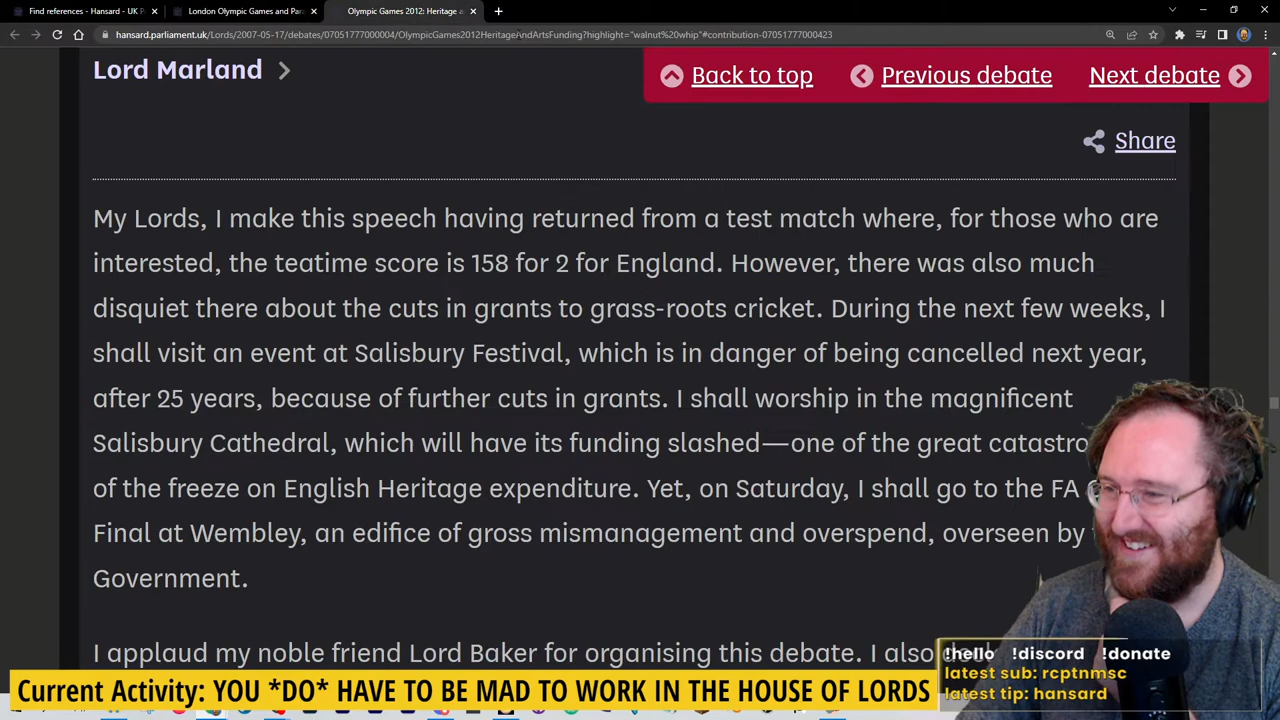 Find references - Hansard - UK P
London Olympic Games and Para
Olympic Games 2012: Heritage a
hansard.parliament.uk/Lords/2007-05-17/debates/07051777000004/OlympicGames2012HeritageAndArtsFunding?highlight="walnut%20whip"#contribution-07051777000423
Lord Marland
Back to top
Previous debate
Next debate
Share
My Lords, I make this speech having returned from a test match where, for those who are
interested, the teatime score is 158 for 2 for England. However, there was also much
disquiet there about the cuts in grants to grass-roots cricket. During the next few weeks, I
shall visit an event at Salisbury Festival, which is in danger of being cancelled next year,
after 25 years, because of further cuts in grants. I shall worship in the magnificent
Salisbury Cathedral, which will have its funding slashed—one of the great catastro
of the freeze on English Heritage expenditure. Yet, on Saturday, I shall go to the FA
Final at Wembley, an edifice of gross mismanagement and overspend, overseen by
Government.
I applaud my noble friend Lord Baker for organising this debate. I also
!hello !discord !donate
latest sub: rcptnmsc
latest tip: hansard
Current Activity: YOU *DO* HAVE TO BE MAD TO WORK IN THE HOUSE OF LORDS